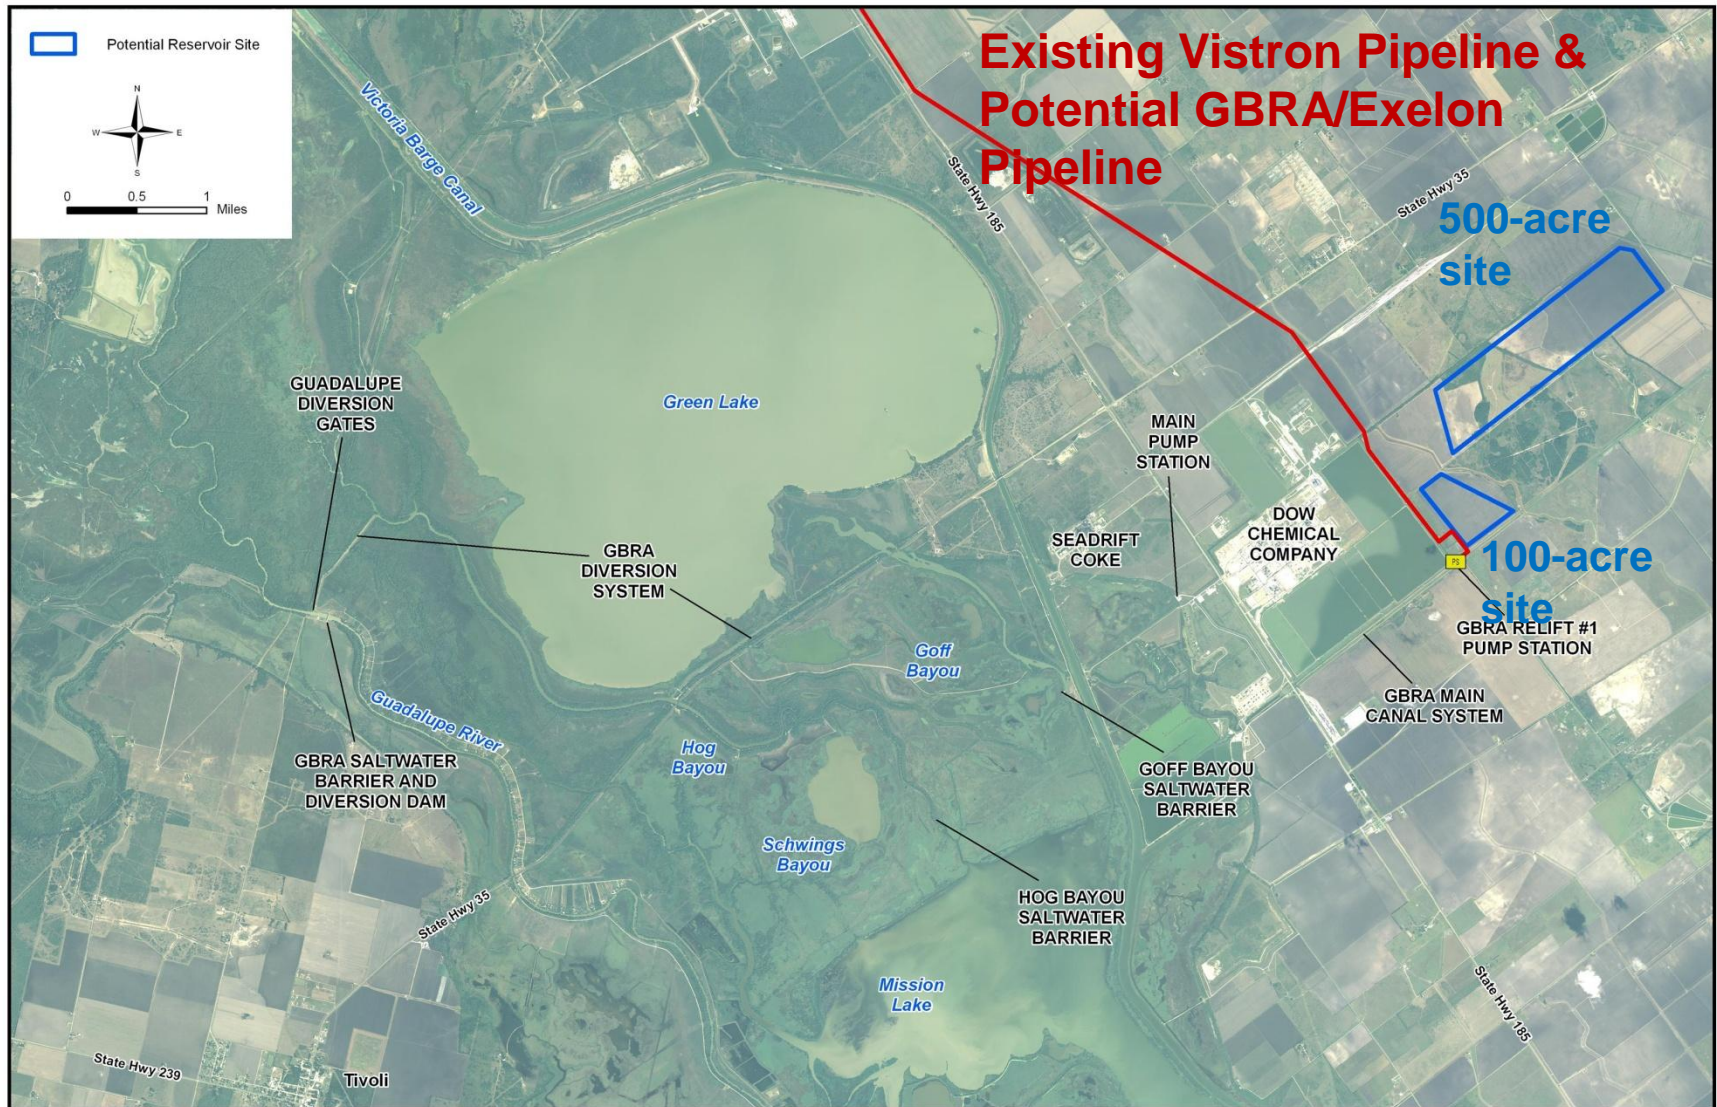 Potential Reservoir Site
N
W
E
S
0
0.5
1
Miles
Existing Vistron Pipeline &
Potential GBRA/Exelon
Pipeline
Victoria Barge Canal
State Hwy 185
State Hwy 35
500-acre
site
GUADALUPE
DIVERSION
GATES
Green Lake
MAIN
PUMP
STATION
DOW
CHEMICAL
COMPANY
SEADRIFT
COKE
GBRA
DIVERSION
SYSTEM
PS
100-acre
site
GBRA RELIFT #1
PUMP STATION
Goff
Bayou
GBRA MAIN
CANAL SYSTEM
Guadalupe River
Hog
Bayou
GBRA SALTWATER
BARRIER AND
DIVERSION DAM
GOFF BAYOU
SALTWATER
BARRIER
Schwings
Bayou
HOG BAYOU
SALTWATER
BARRIER
State Hwy 35
Mission
Lake
State Hwy 185
State Hwy 239
Tivoli